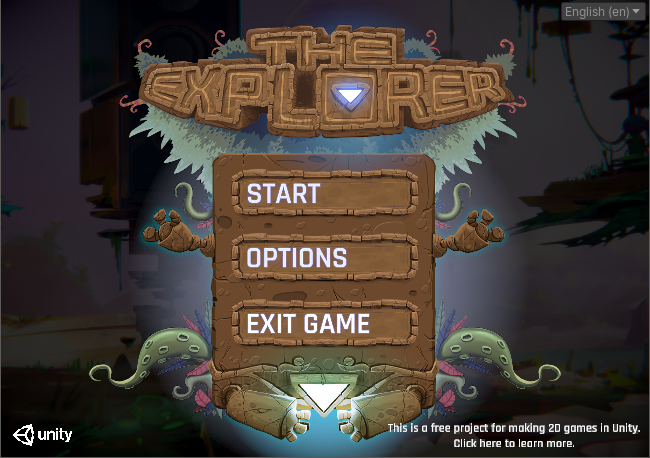 English (en)
THE
EXPLORER
START
OPTIONS
EXIT GAME
unity
This is a free project for making 2D games in Unity.
Click here to learn more.